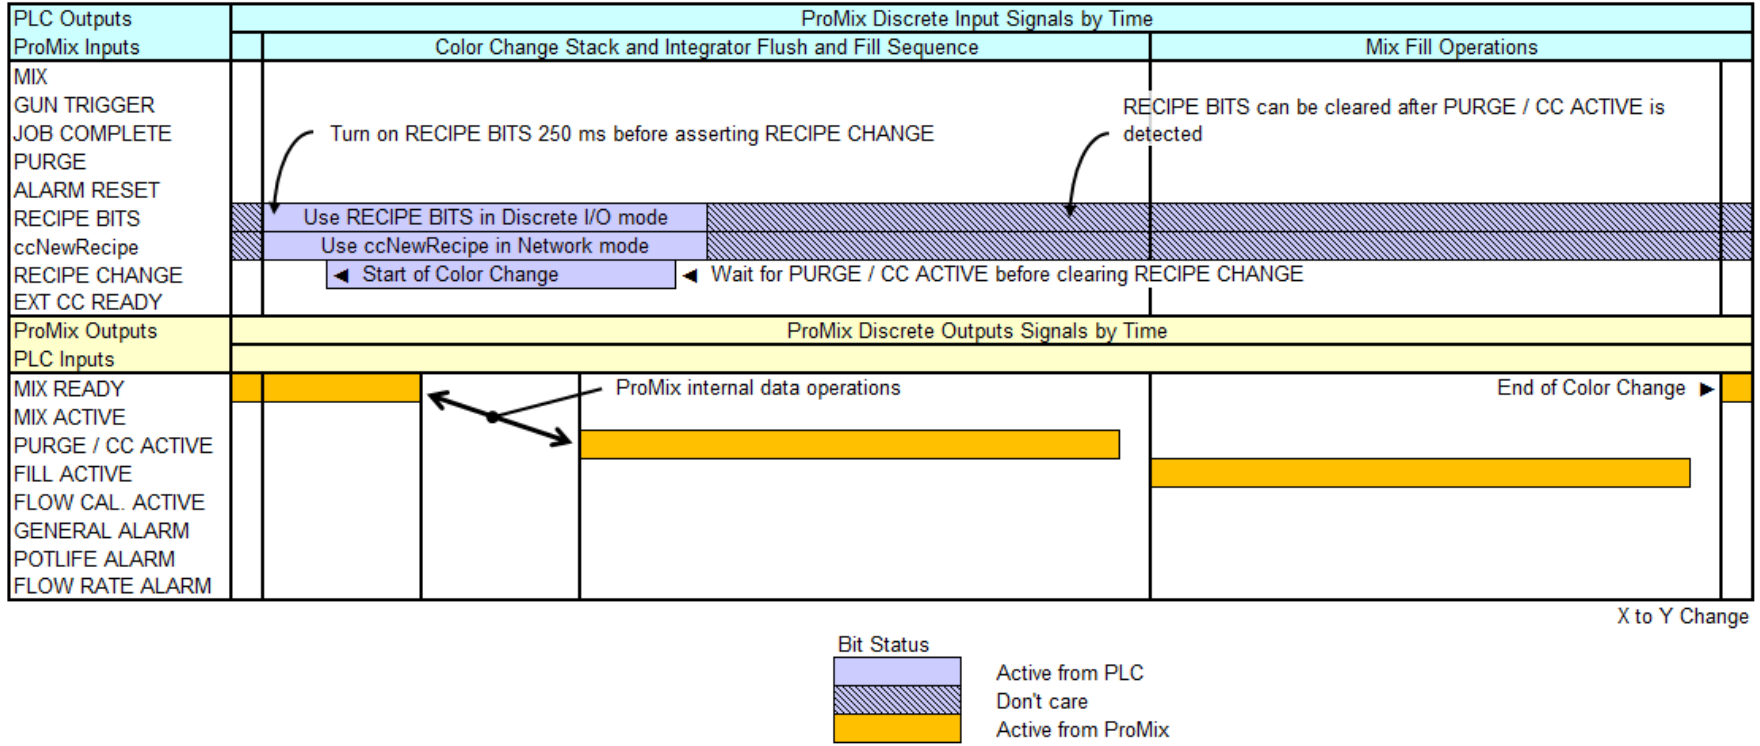 PLC Outputs
ProMix Discrete Input Signals by Time
ProMix Inputs
Color Change Stack and Integrator Flush and Fill Sequence
Mix Fill Operations
MIX
GUN TRIGGER
RECIPE BITS can be cleared after PURGE / CC ACTIVE is
JOB COMPLETE
Turn on RECIPE BITS 250 ms before asserting RECIPE CHANGE
detected
PURGE
ALARM RESET
RECIPE BITS
Use RECIPE BITS in Discrete I/O mode
ccNewRecipe
Use ccNewRecipe in Network mode
RECIPE CHANGE
◄ Start of Color Change
◄ Wait for PURGE / CC ACTIVE before clearing RECIPE CHANGE
EXT CC READY
ProMix Outputs
ProMix Discrete Outputs Signals by Time
PLC Inputs
MIX READY
ProMix internal data operations
End of Color Change ►
MIX ACTIVE
PURGE / CC ACTIVE
FILL ACTIVE
FLOW CAL. ACTIVE
GENERAL ALARM
POTLIFE ALARM
FLOW RATE ALARM
X to Y Change
Bit Status
Active from PLC
Don't care
Active from ProMix